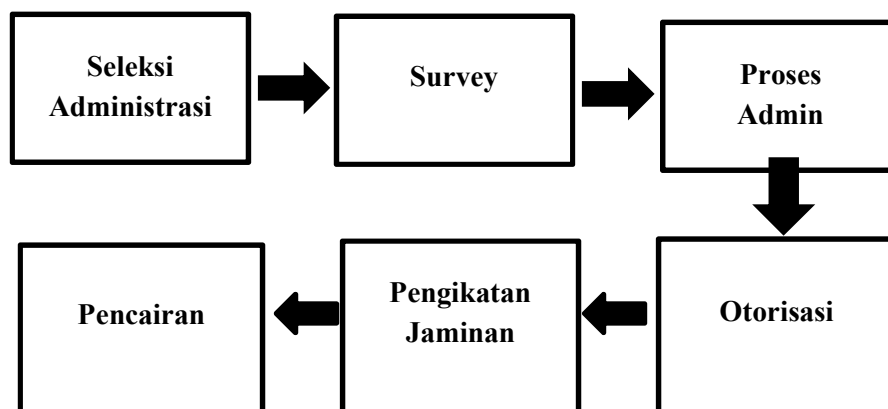 Seleksi
Administrasi
Survey
Proses
Admin
Otorisasi
Pengikatan
Jaminan
Pencairan